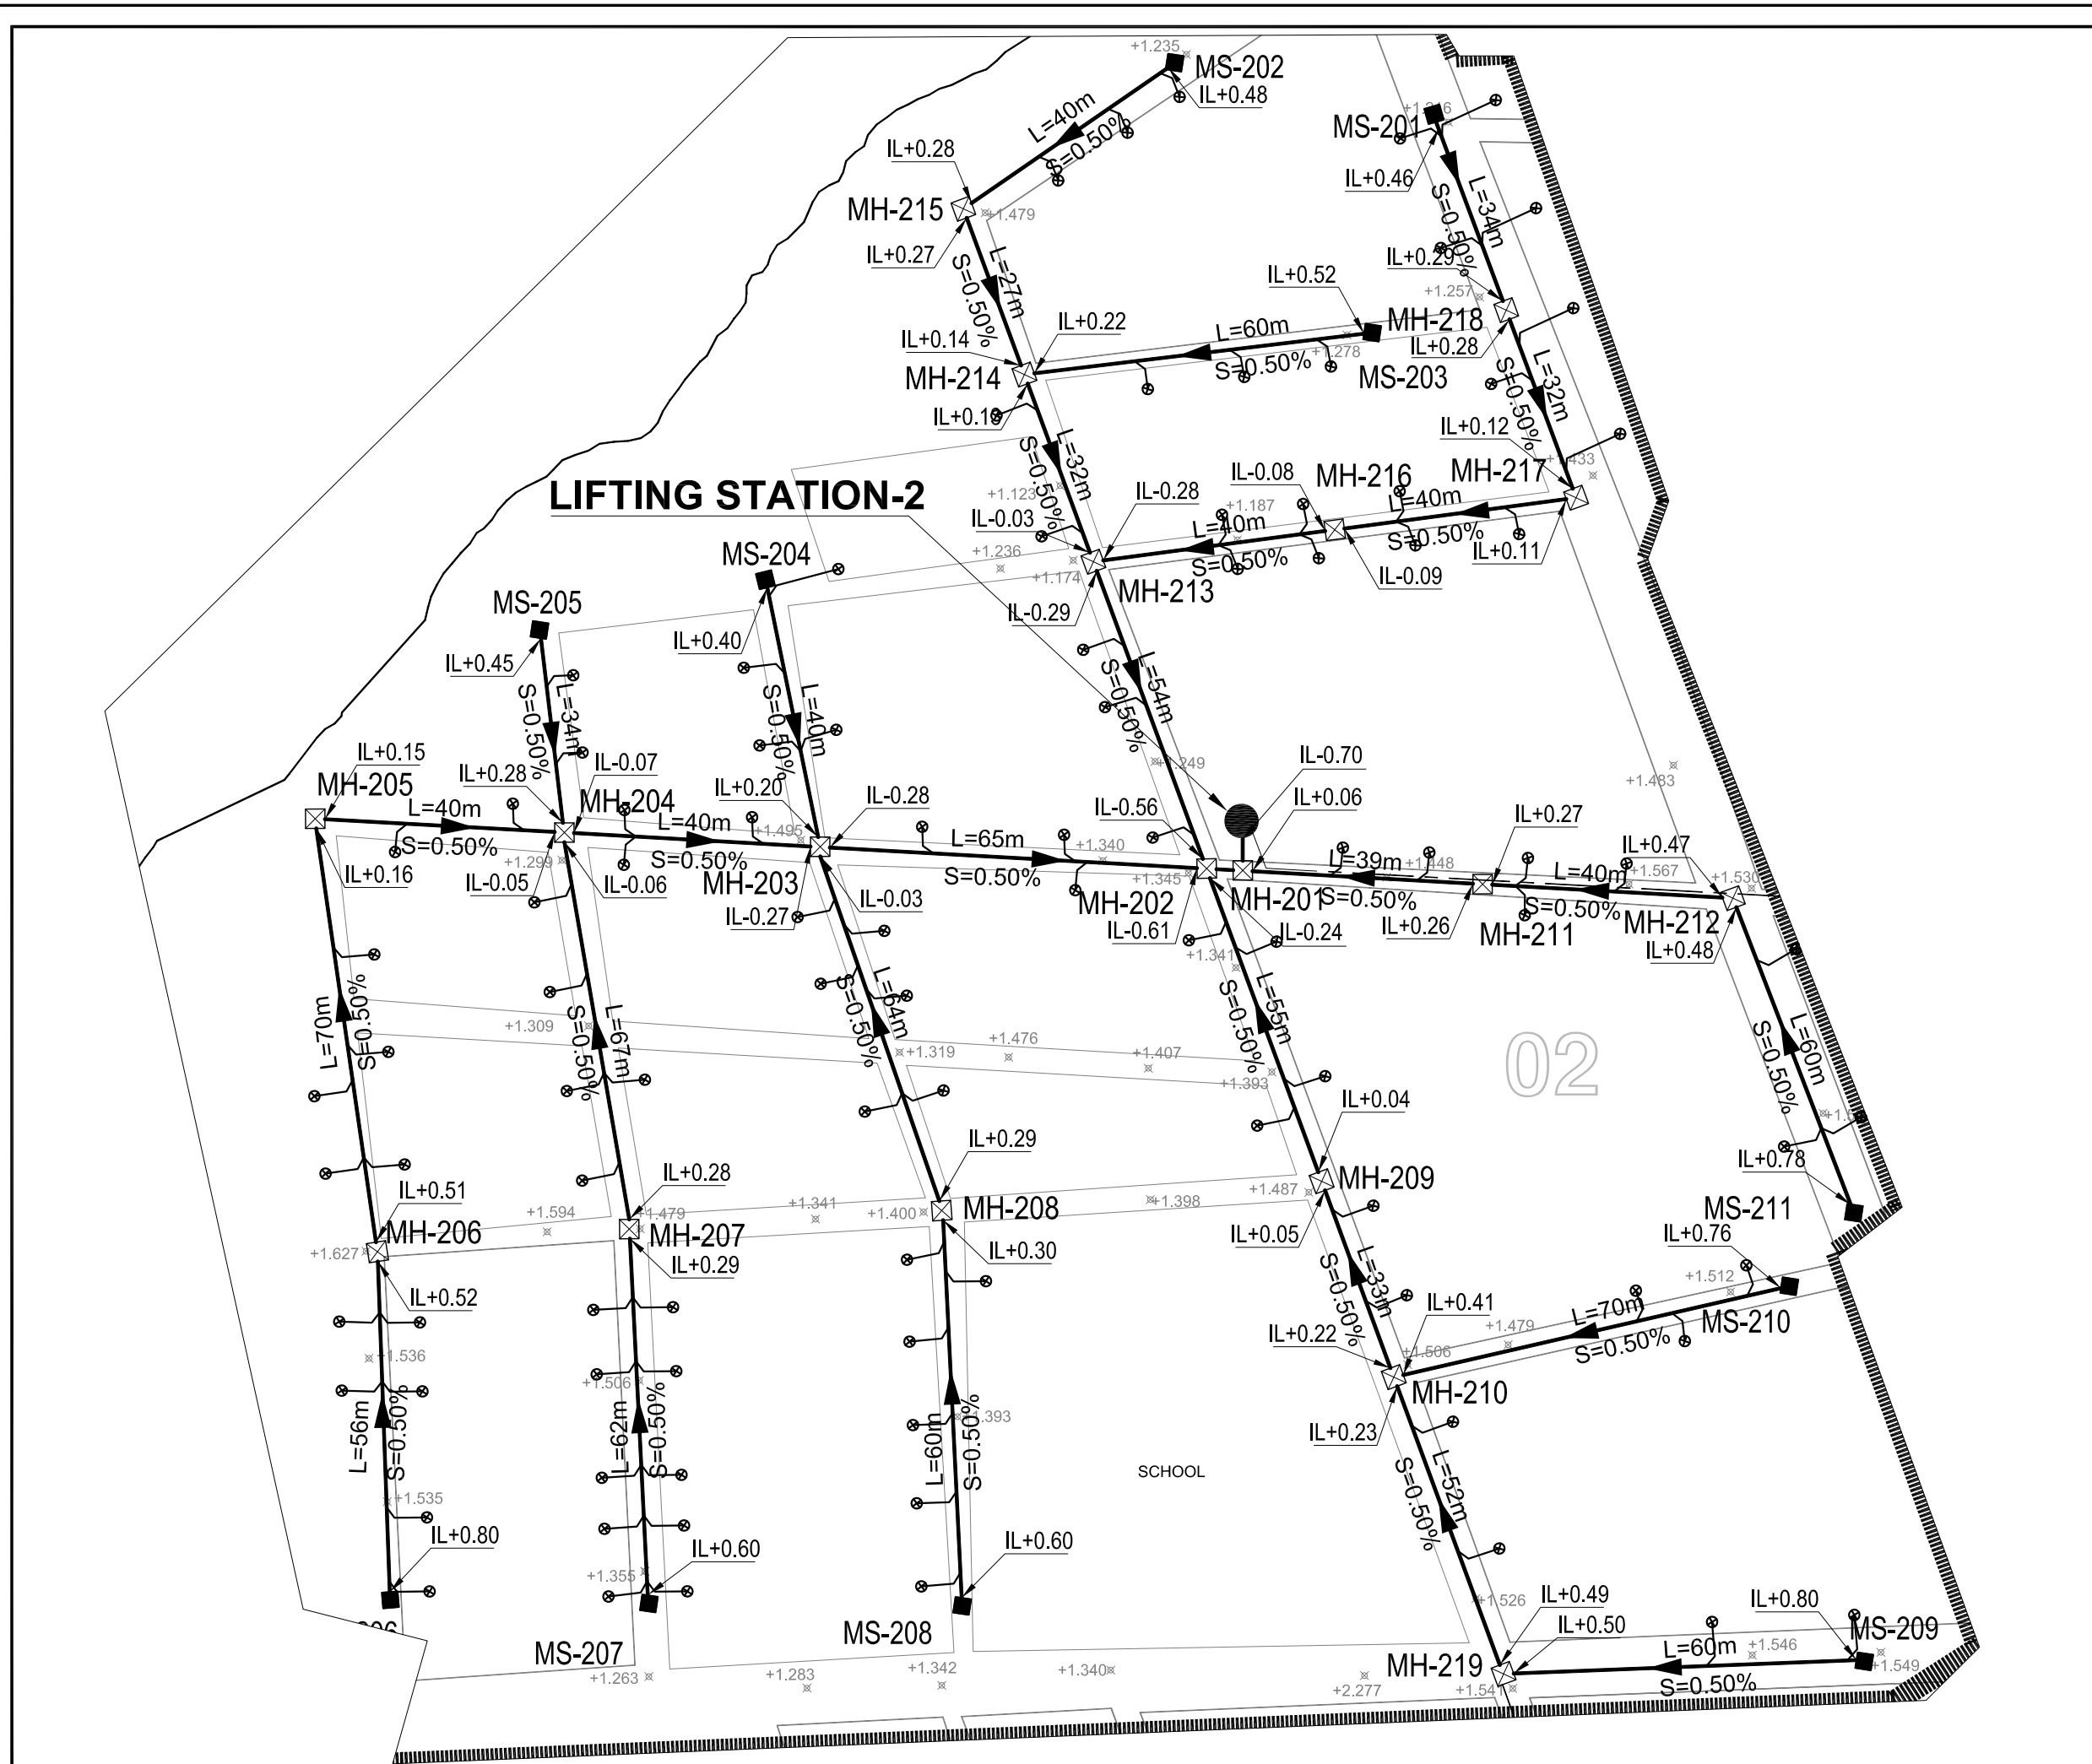 +1.235
MS-202
IL+0.48
L=40m
S=0.50%
MS-201
IL+0.46
L=34m
S=0.50%
IL+0.28
MH-215
+1.479
IL+0.27
L=27m
S=0.50%
IL+0.29
+1.257
IL+0.52
MH-218
IL+0.28
L=60m
S=0.50%
+1.278
MS-203
IL+0.22
IL+0.14
MH-214
L=32m
S=0.50%
IL+0.12
MH-217
LIFTING STATION-2
+1.123
L=32m
S=0.50%
IL-0.28
IL-0.08
MH-216
+1.187
L=40m
S=0.50%
L=40m
S=0.50%
IL+0.11
IL-0.09
IL-0.03
+1.236
+1.174
MH-213
IL-0.29
MS-204
IL+0.40
MS-205
IL+0.45
L=34m
S=0.50%
L=40m
S=0.50%
L=54m
S=0.50%
+1.249
+1.483
IL+0.15
MH-205
IL+0.16
L=40m
S=0.50%
IL+0.28
IL-0.07
MH-204
+1.299
IL-0.05
IL-0.06
L=40m
S=0.50%
IL+0.20
+1.495
IL-0.28
MH-203
IL-0.27
IL-0.03
L=65m
S=0.50%
+1.340
IL-0.56
IL-0.70
IL+0.06
+1.345
MH-202
IL-0.61
MH-201
IL-0.24
L=39m
S=0.50%
+1.448
IL+0.27
IL+0.26
MH-211
L=40m
S=0.50%
+1.567
IL+0.47
+1.530
MH-212
IL+0.48
+1.341
L=70m
S=0.50%
+1.309
L=67m
S=0.50%
L=64m
S=0.50%
+1.319
+1.476
+1.407
+1.393
L=55m
S=0.50%
02
L=60m
S=0.50%
IL+0.04
MH-209
+1.487
IL+0.05
+1.398
IL+0.78
MS-211
IL+0.76
+1.512
MS-210
L=70m
S=0.50%
+1.479
+1.506
IL+0.41
IL+0.22
MH-210
IL+0.23
L=33m
S=0.50%
IL+0.51
MH-206
+1.627
IL+0.52
+1.594
IL+0.28
+1.479
MH-207
IL+0.29
+1.341
+1.400
IL+0.29
MH-208
IL+0.30
+1.536
L=56m
S=0.50%
+1.535
IL+0.80
+1.506
L=62m
S=0.50%
+1.355
IL+0.60
MS-207
+1.263
L=60m
S=0.50%
+1.393
IL+0.60
MS-208
+1.283
+1.342
+1.340
SCHOOL
L=52m
S=0.50%
+1.526
IL+0.49
IL+0.50
MH-219
+2.277
L=60m
S=0.50%
+1.546
IL+0.80
MS-209
+1.549